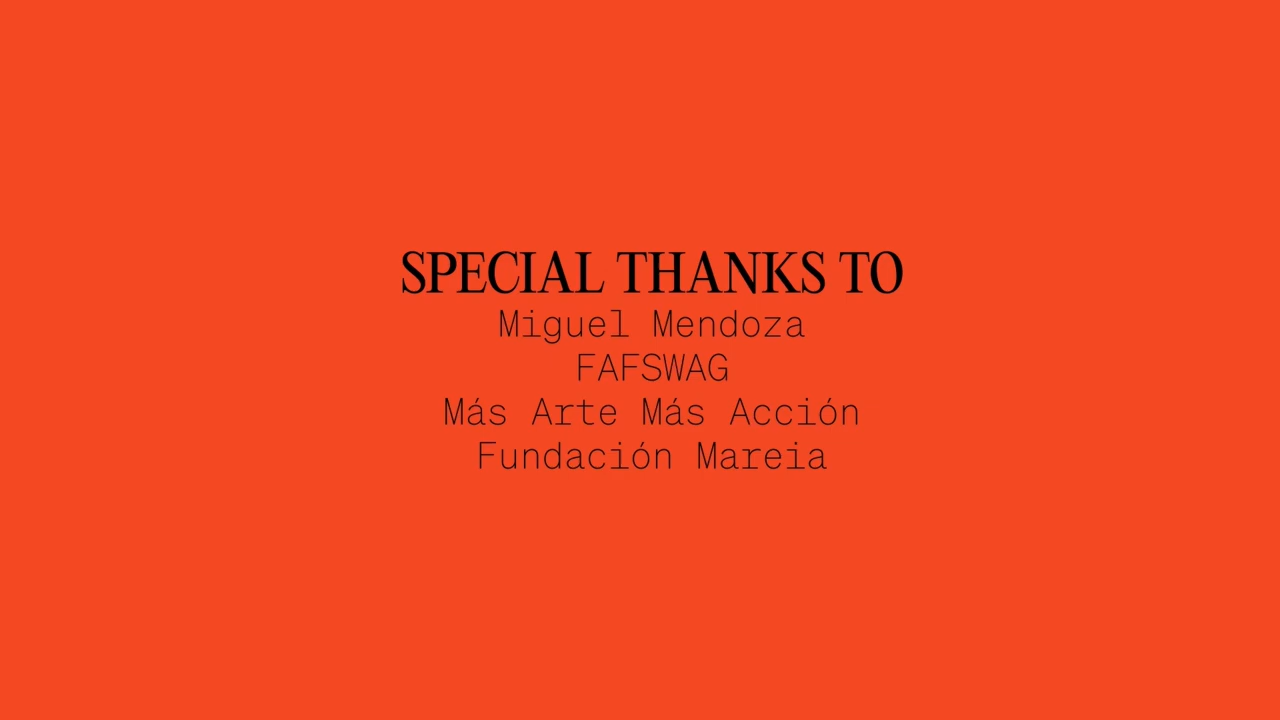 SPECIAL THANKS TO
Miguel Mendoza
FAFSWAG
Más Arte Más Acción
Fundación Mareia